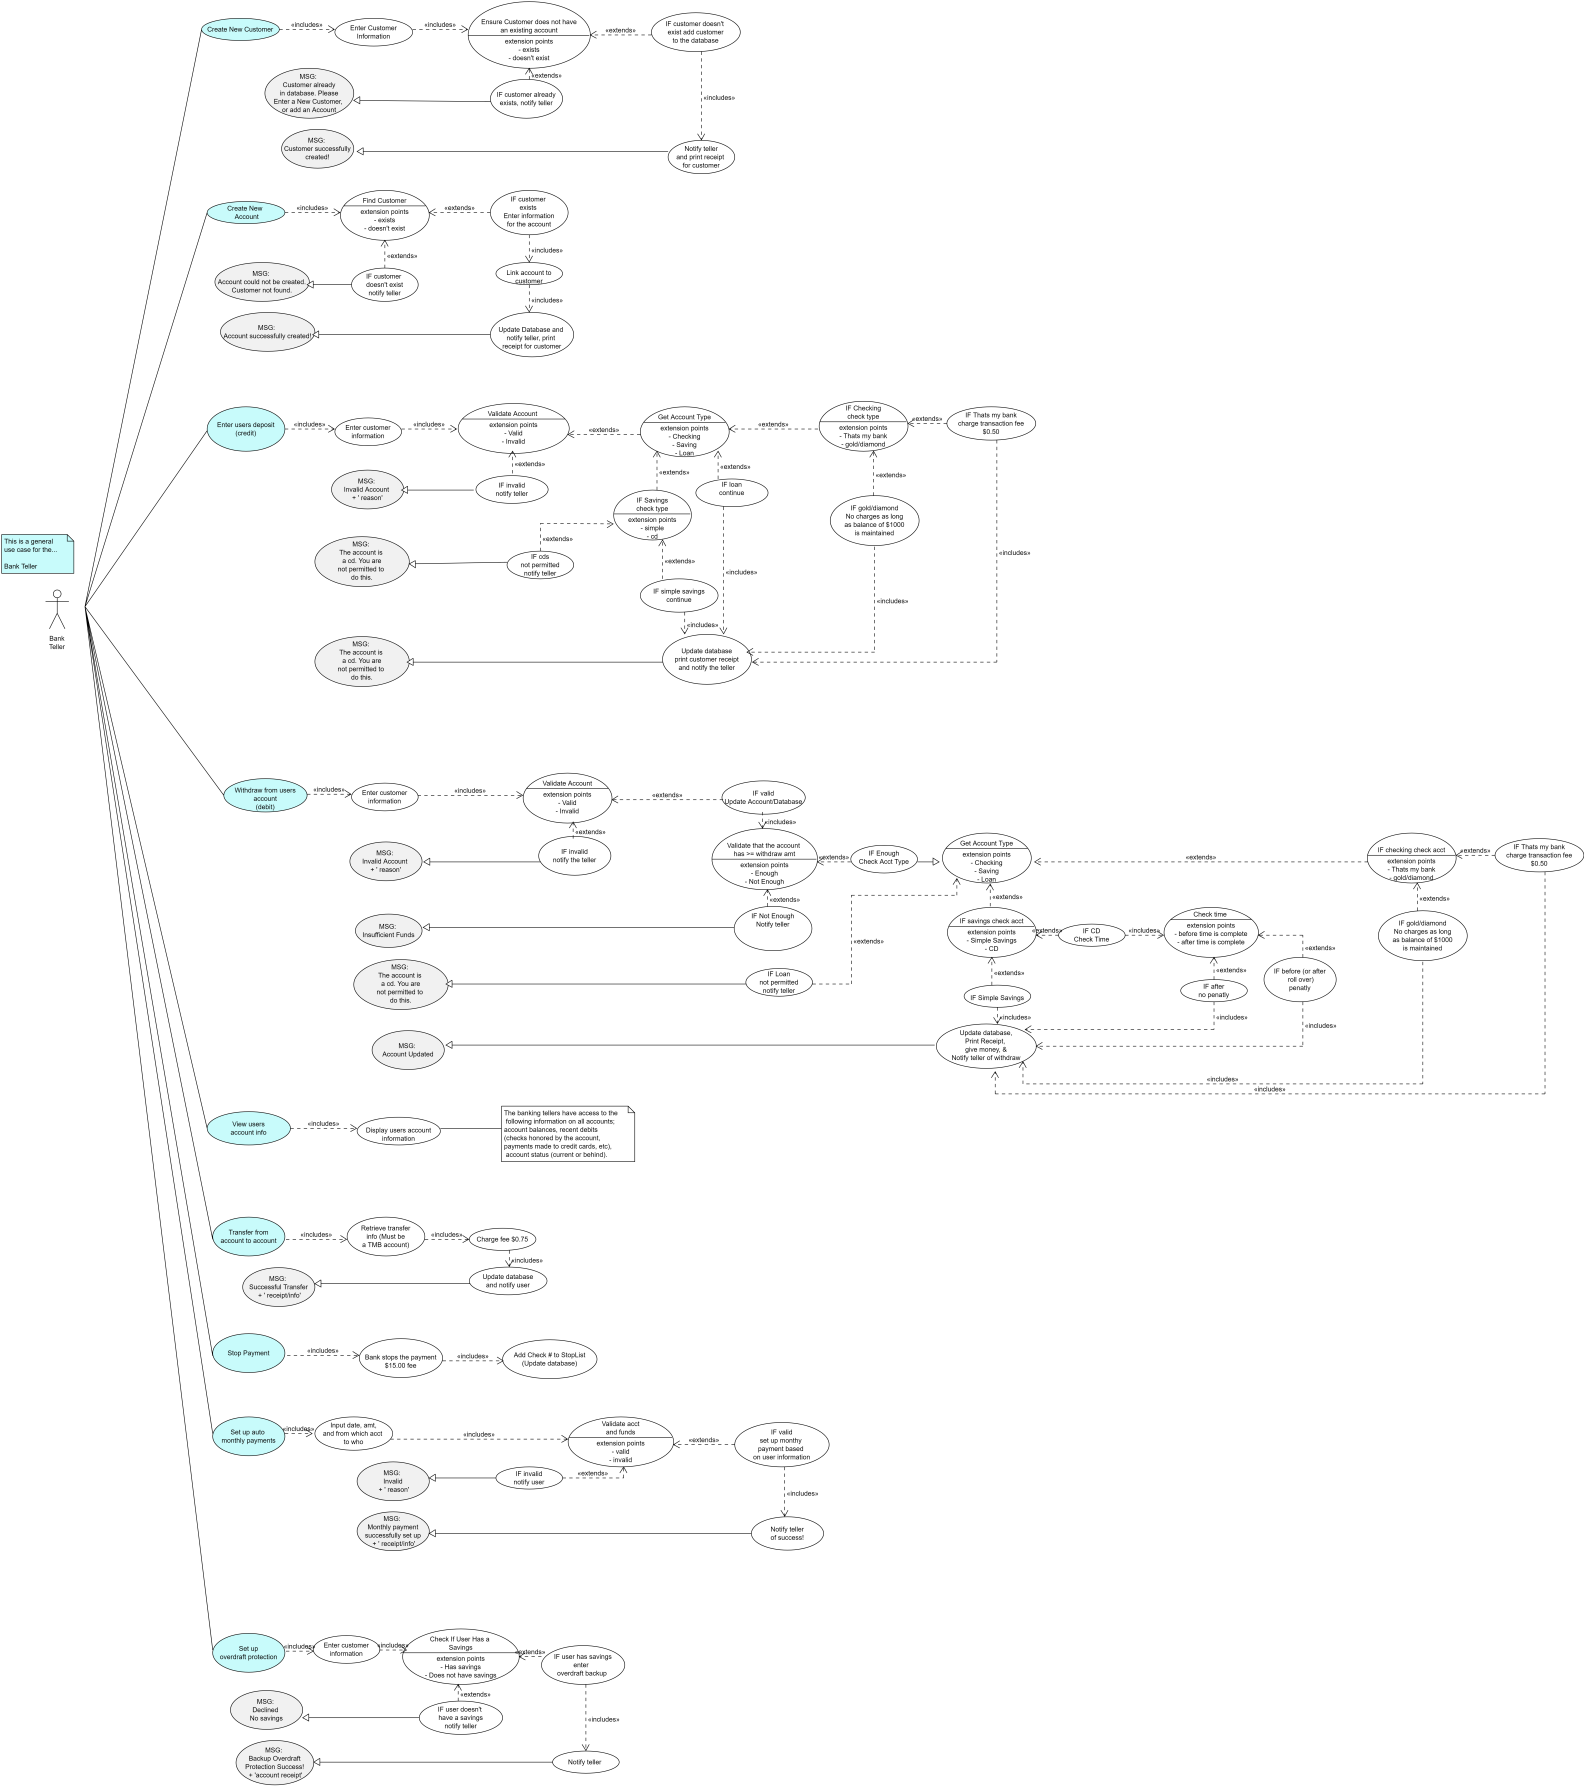 Create New Customer
«includes»
Enter Customer
Information
«includes»
Ensure Customer does not have
an existing account
extension points
- exists
- doesn't exist
«extends»
IF customer doesn't
exist add customer
to the database
«extends»
MSG:
Customer already
in database. Please
Enter a New Customer,
or add an Account
IF customer already
exists, notify teller
«includes»
MSG:
Customer successfully
created!
Notify teller
and print receipt
for customer
Create New
Account
«includes»
Find Customer
extension points
- exists
- doesn't exist
«extends»
IF customer
exists
Enter information
for the account
«extends»
«includes»
MSG:
Account could not be created.
Customer not found.
IF customer
doesn't exist
notify teller
Link account to
customer
«includes»
MSG:
Account successfully created!
Update Database and
notify teller, print
receipt for customer
Enter users deposit
(credit)
«includes»
Enter customer
information
«includes»
Validate Account
extension points
- Valid
- Invalid
«extends»
Get Account Type
extension points
- Checking
- Saving
- Loan
«extends»
IF Checking
check type
extension points
- Thats my bank
- gold/diamond
«extends»
IF Thats my bank
charge transaction fee
$0.50
«extends»
«extends»
«extends»
«extends»
MSG:
Invalid Account
+ ' reason'
IF invalid
notify teller
IF loan
continue
IF Savings
check type
extension points
- simple
- cd
IF gold/diamond
No charges as long
as balance of $1000
is maintained
«extends»
«includes»
MSG:
The account is
a cd. You are
not permitted to
do this.
IF cds
not permitted
notify teller
«extends»
«includes»
IF simple savings
continue
«includes»
«includes»
This is a general
use case for the...
Bank Teller
Bank
Teller
MSG:
The account is
a cd. You are
not permitted to
do this.
Update database
print customer receipt
and notify the teller
Withdraw from users
account
(debit)
«includes»
Enter customer
information
«includes»
Validate Account
extension points
- Valid
- Invalid
«extends»
IF valid
Update Account/Database
«extends»
«includes»
MSG:
Invalid Account
+ ' reason'
IF invalid
notify the teller
Validate that the account
has >= withdraw amt
extension points
- Enough
- Not Enough
«extends»
IF Enough
Check Acct Type
Get Account Type
extension points
- Checking
- Saving
- Loan
«extends»
IF checking check acct
extension points
- Thats my bank
- gold/diamond
«extends»
IF Thats my bank
charge transaction fee
$0.50
«extends»
«extends»
«extends»
MSG:
Insufficient Funds
IF Not Enough
Notify teller
«extends»
IF savings check acct
extension points
- Simple Savings
- CD
«extends»
IF CD
Check Time
«includes»
Check time
extension points
- before time is complete
- after time is complete
«extends»
IF gold/diamond
No charges as long
as balance of $1000
is maintained
MSG:
The account is
a cd. You are
not permitted to
do this.
IF Loan
not permitted
notify teller
«extends»
«extends»
IF Simple Savings
IF after
no penatly
IF before (or after
roll over)
penatly
«includes»
«includes»
«includes»
MSG:
Account Updated
Update database,
Print Receipt,
give money, &
Notify teller of withdraw
«includes»
«includes»
View users
account info
«includes»
Display users account
information
The banking tellers have access to the
following information on all accounts;
account balances, recent debits
(checks honored by the account,
payments made to credit cards, etc),
account status (current or behind).
Transfer from
account to account
«includes»
Retrieve transfer
info (Must be
a TMB account)
«includes»
Charge fee $0.75
«includes»
MSG:
Successful Transfer
+ ' receipt/info'
Update database
and notify user
Stop Payment
«includes»
Bank stops the payment
$15.00 fee
«includes»
Add Check # to StopList
(Update database)
Set up auto
monthly payments
«includes»
Input date, amt,
and from which acct
to who
«includes»
Validate acct
and funds
extension points
- valid
- invalid
«extends»
IF valid
set up monthy
payment based
on user information
MSG:
Invalid
+ ' reason'
IF invalid
notify user
«extends»
«includes»
MSG:
Monthly payment
successfully set up
+ ' receipt/info'
Notify teller
of success!
Set up
overdraft protection
«includes»
Enter customer
information
«includes»
Check If User Has a
Savings
extension points
- Has savings
- Does not have savings
«extends»
IF user has savings
enter
overdraft backup
«extends»
MSG:
Declined
No savings
IF user doesn't
have a savings
notify teller
«includes»
MSG:
Backup Overdraft
Protection Success!
+ 'account receipt'
Notify teller